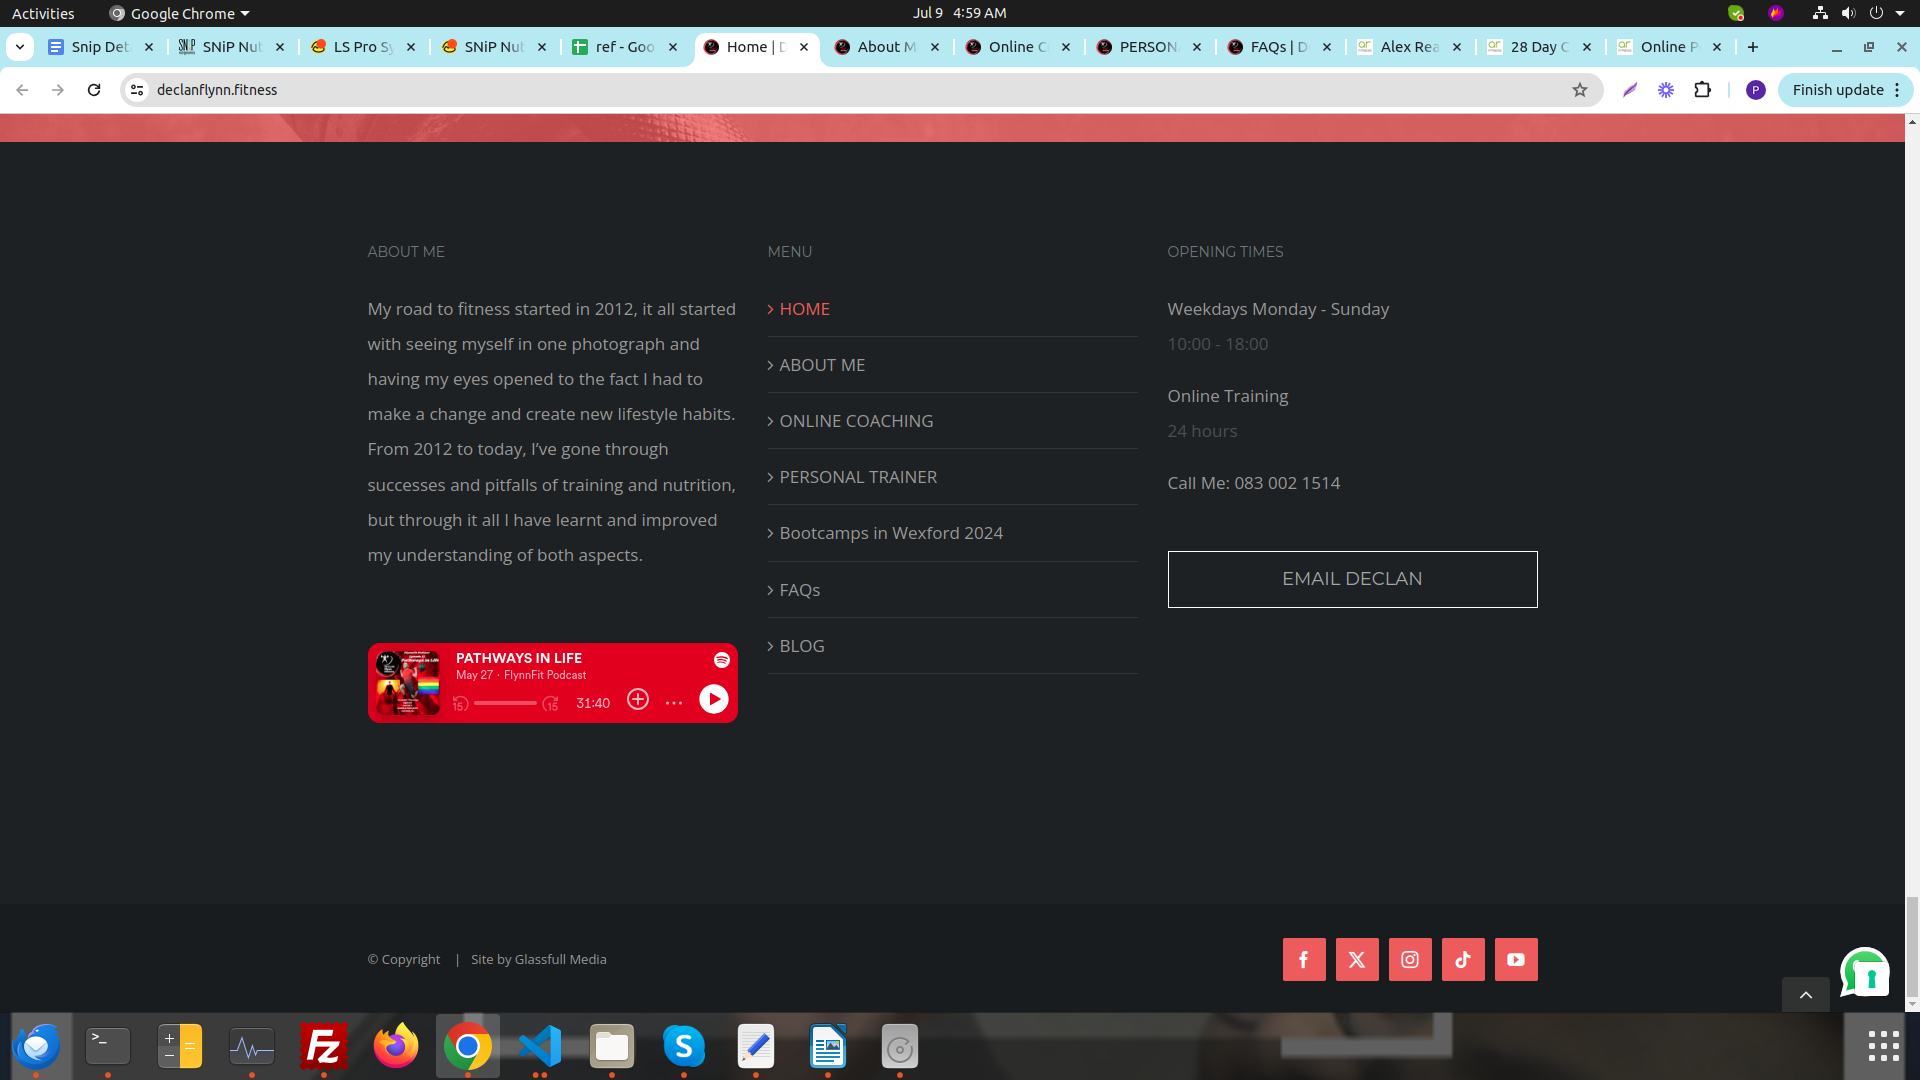 Activities
Google Chrome
Jul 9 4:59 AM
Snip Det
SNiP Nut
LS Pro Sy
SNiP Nut
ref - Goo
Home | D
About M
Online C
PERSON
FAQs | D
Alex Rea
28 Day C
Online P
declanflynn.fitness
P
Finish update
ABOUT ME
My road to fitness started in 2012, it all started
with seeing myself in one photograph and
having my eyes opened to the fact I had to
make a change and create new lifestyle habits.
From 2012 to today, I’ve gone through
successes and pitfalls of training and nutrition,
but through it all I have learnt and improved
my understanding of both aspects.
PATHWAYS IN LIFE
May 27 · FlynnFit Podcast
15
15
31:40
MENU
HOME
ABOUT ME
ONLINE COACHING
PERSONAL TRAINER
Bootcamps in Wexford 2024
FAQs
BLOG
OPENING TIMES
Weekdays Monday - Sunday
10:00 - 18:00
Online Training
24 hours
Call Me: 083 002 1514
EMAIL DECLAN
© Copyright | Site by Glassfull Media